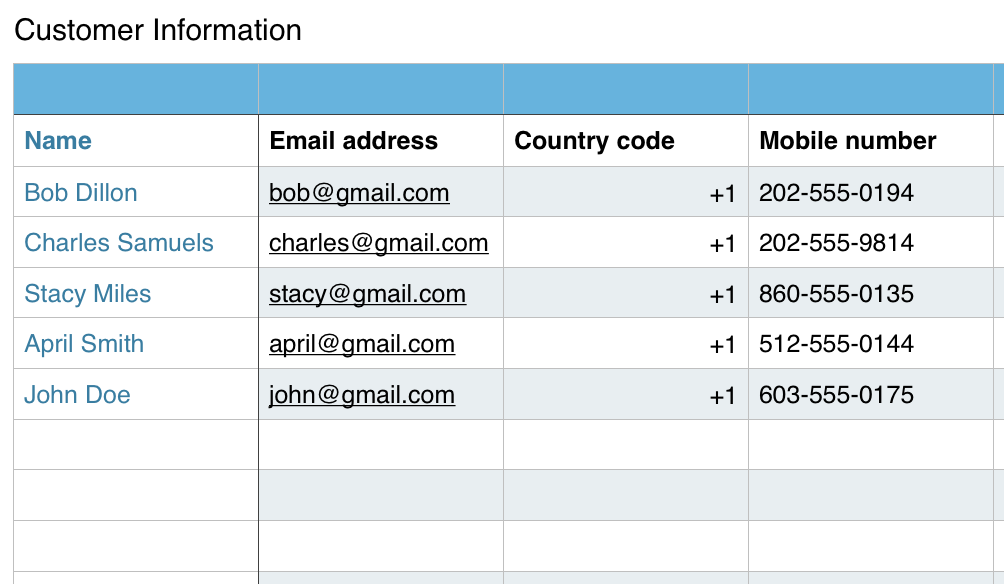 Customer Information
Name Email address Country code Mobile number
Bob Dillon bob@gmail.com +1 202-555-0194
Charles Samuels charles@gmail.com +1 202-555-9814
Stacy Miles stacy@gmail.com +1 860-555-0135
April Smith april@gmail.com +1 512-555-0144
John Doe john@gmail.com +1 603-555-0175